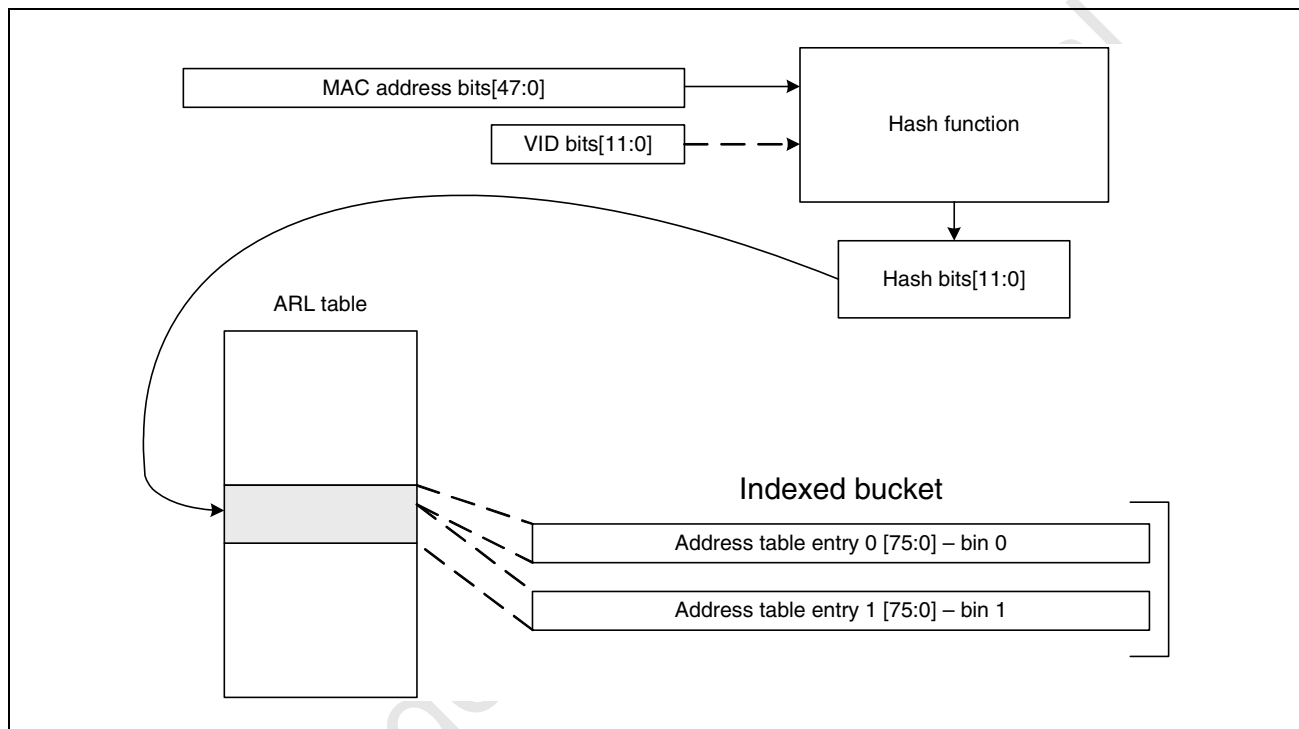 MAC address bits[47:0]
Hash function
VID bits[11:0]
Hash bits[11:0]
ARL table
Indexed bucket
Address table entry 0 [75:0] – bin 0
Address table entry 1 [75:0] – bin 1